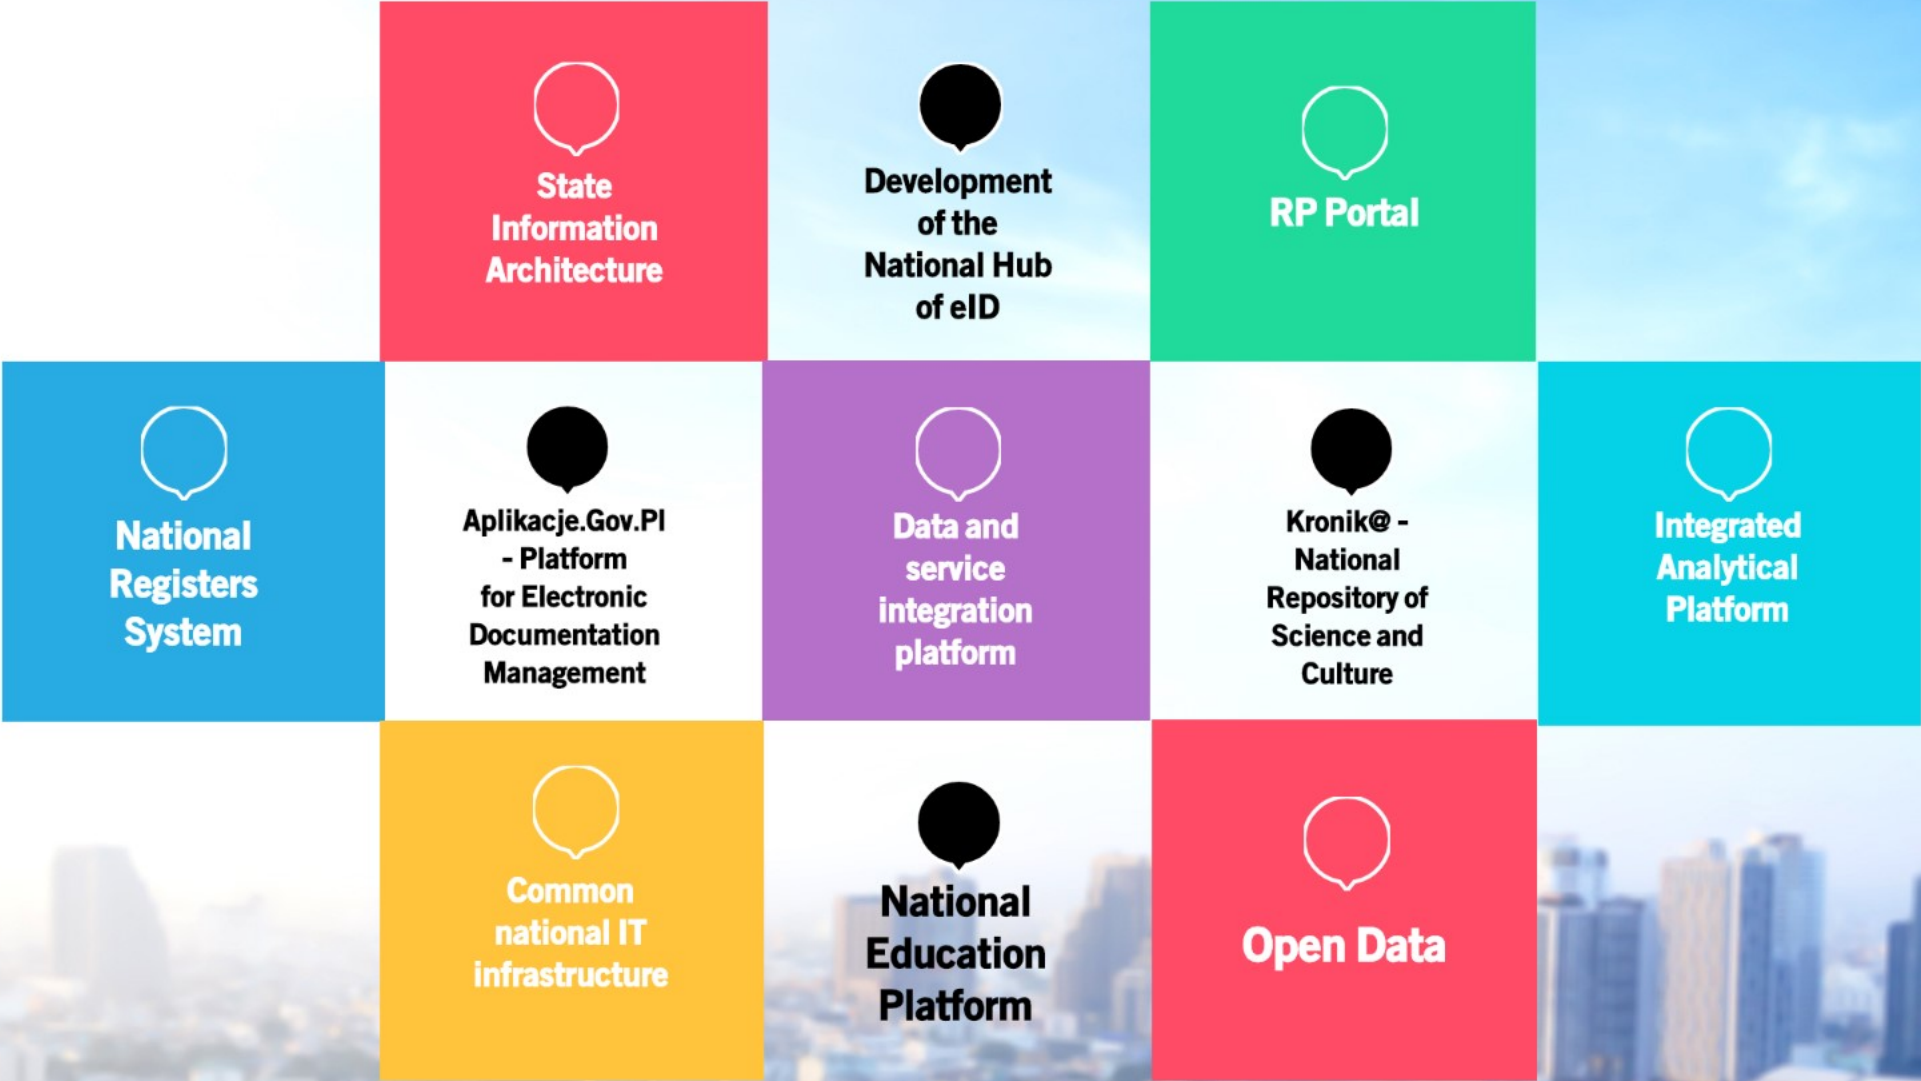 State
Information
Architecture
Development
of the
National Hub
of eID
RP Portal
National
Registers
System
Aplikacje.Gov.Pl
- Platform
for Electronic
Documentation
Management
Data and
service
integration
platform
Kronik@ -
National
Repository of
Science and
Culture
Integrated
Analytical
Platform
Common
national IT
infrastructure
National
Education
Platform
Open Data